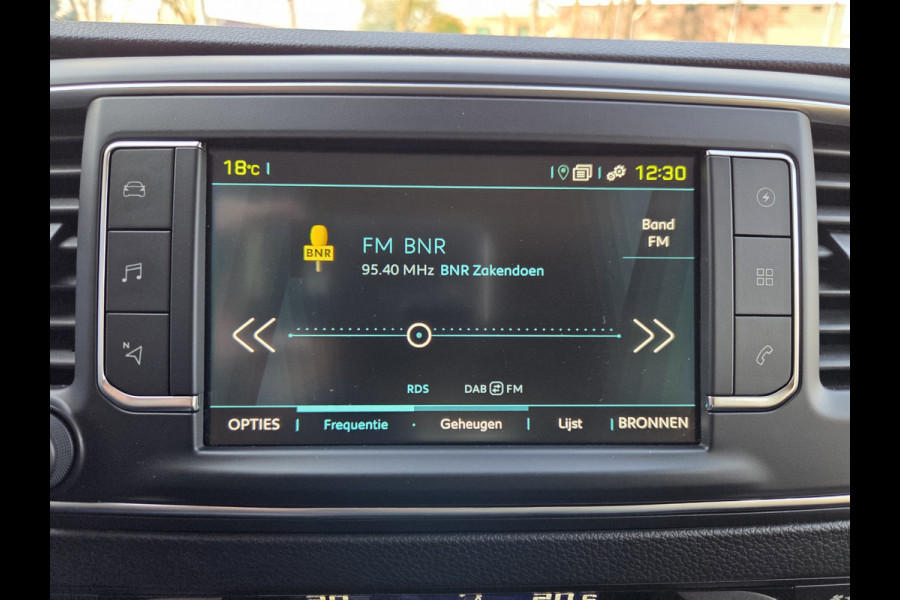 18°C
12:30
Band
FM
BNR
FM BNR
95.40 MHz BNR Zakendoen
N
RDS DAB FM
OPTIES Frequentie · Geheugen Lijst BRONNEN